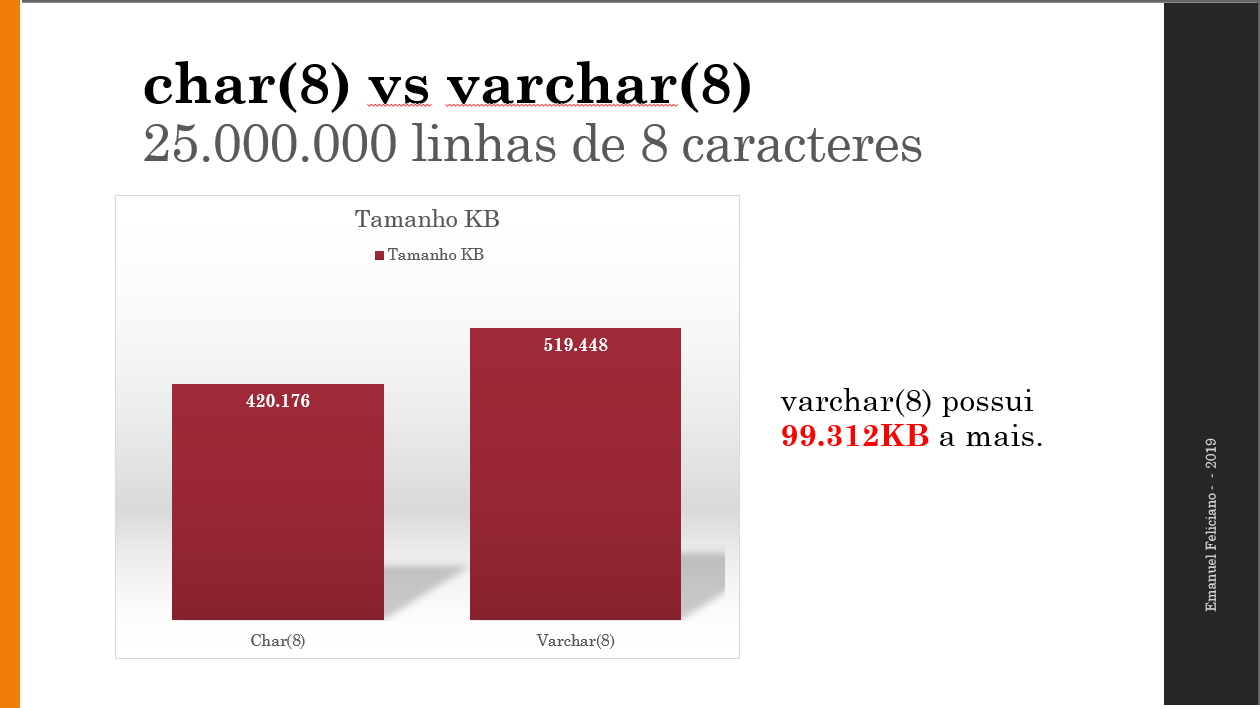 char(8) vs varchar(8)
25.000.000 linhas de 8 caracteres
Tamanho KB
Tamanho KB
420.176
519.448
Char(8)
Varchar(8)
varchar(8) possui
99.312KB a mais.
Emanuel Feliciano - - 2019